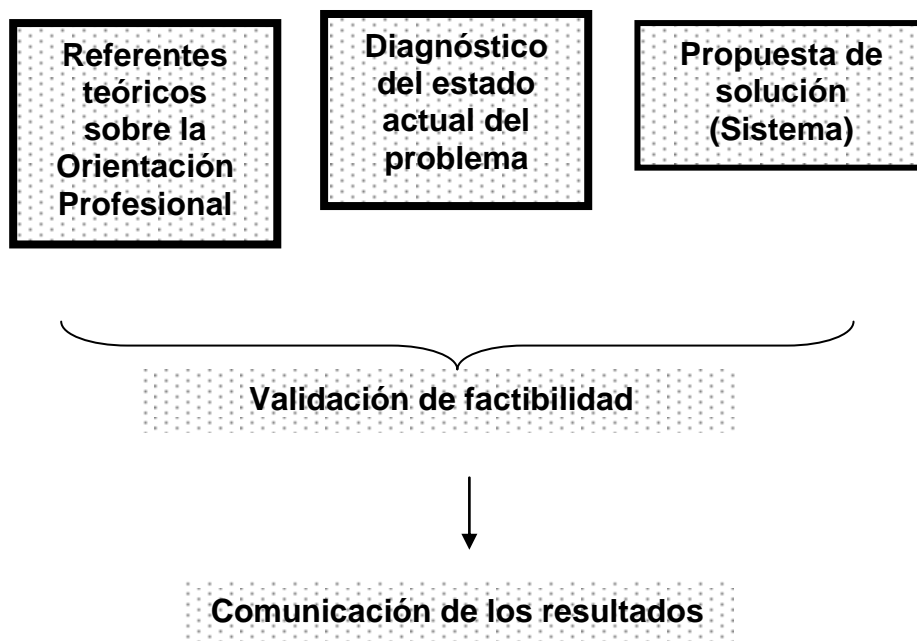 Referentes
teóricos
sobre la
Orientación
Profesional
Diagnóstico
del estado
actual del
problema
Propuesta de
solución
(Sistema)
Validación de factibilidad
Comunicación de los resultados